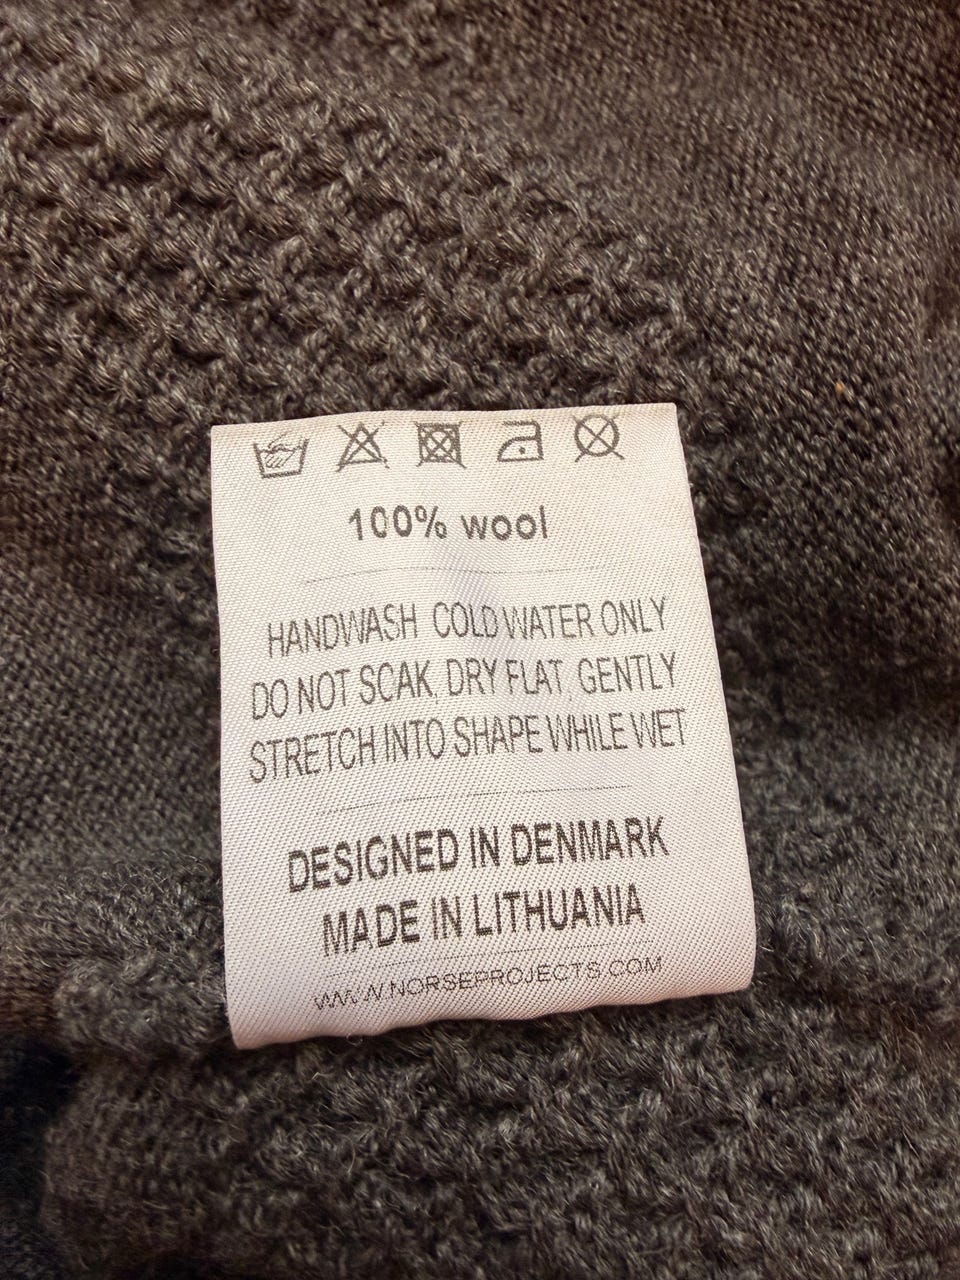 100% wool
HANDWASH COLD WATER ONLY
DO NOT SOAK, DRY FLAT, GENTLY
STRETCH INTO SHAPE WHILE WET
DESIGNED IN DENMARK
MADE IN LITHUANIA
WWW.NORSEPROJECTS.COM